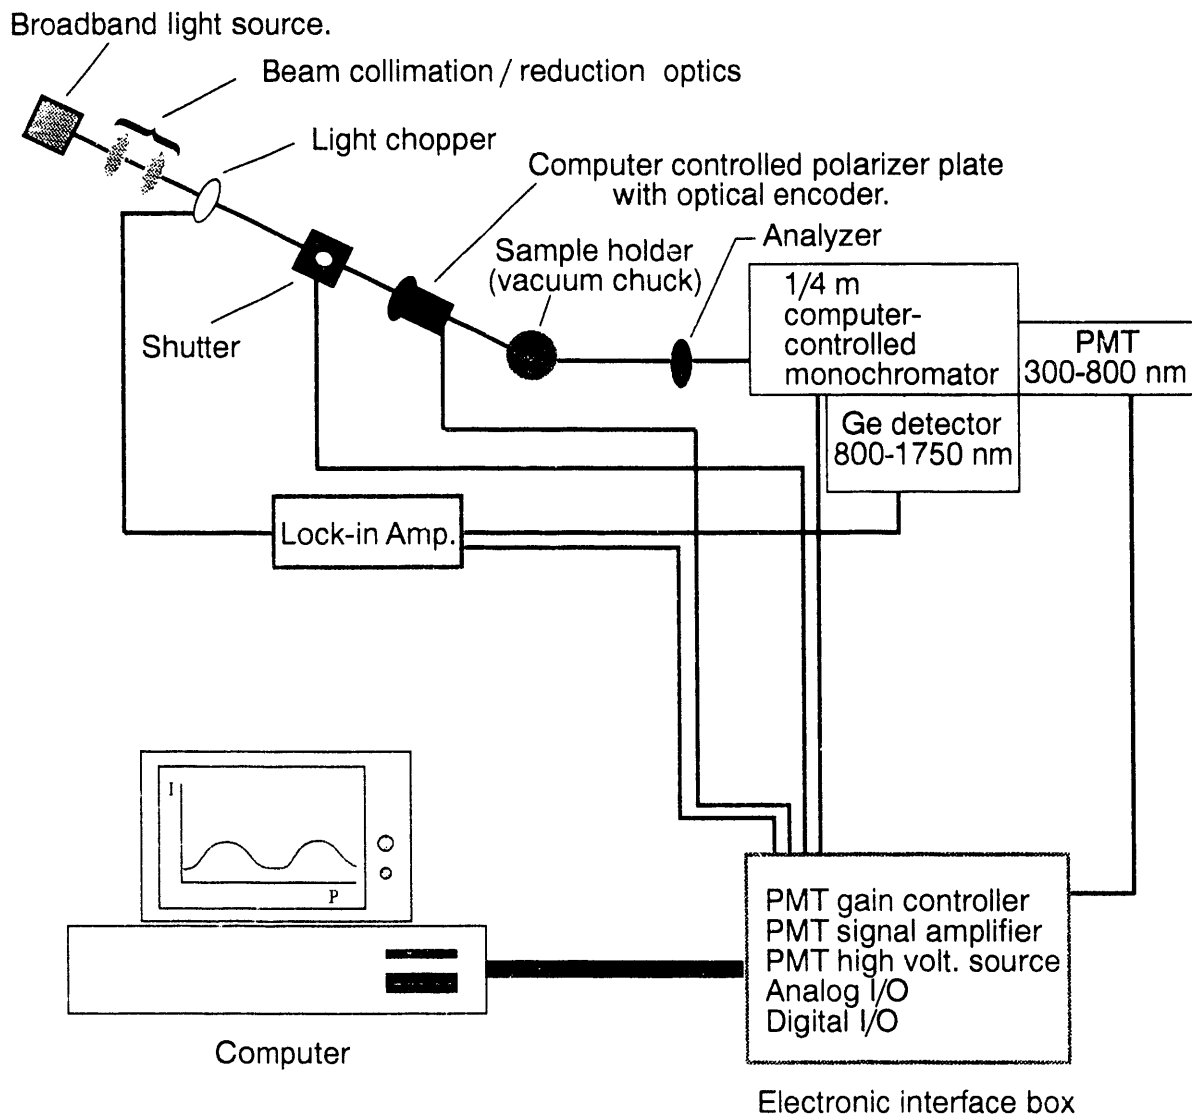 Broadband light source.
Beam collimation / reduction optics
Light chopper
Computer controlled polarizer plate
with optical encoder.
Sample holder
(vacuum chuck)
Analyzer
Shutter
1/4 m
computer-
controlled
monochromator
PMT
300-800 nm
Ge detector
800-1750 nm
Lock-in Amp.
I
P
PMT gain controller
PMT signal amplifier
PMT high volt. source
Analog I/O
Digital I/O
Computer
Electronic interface box